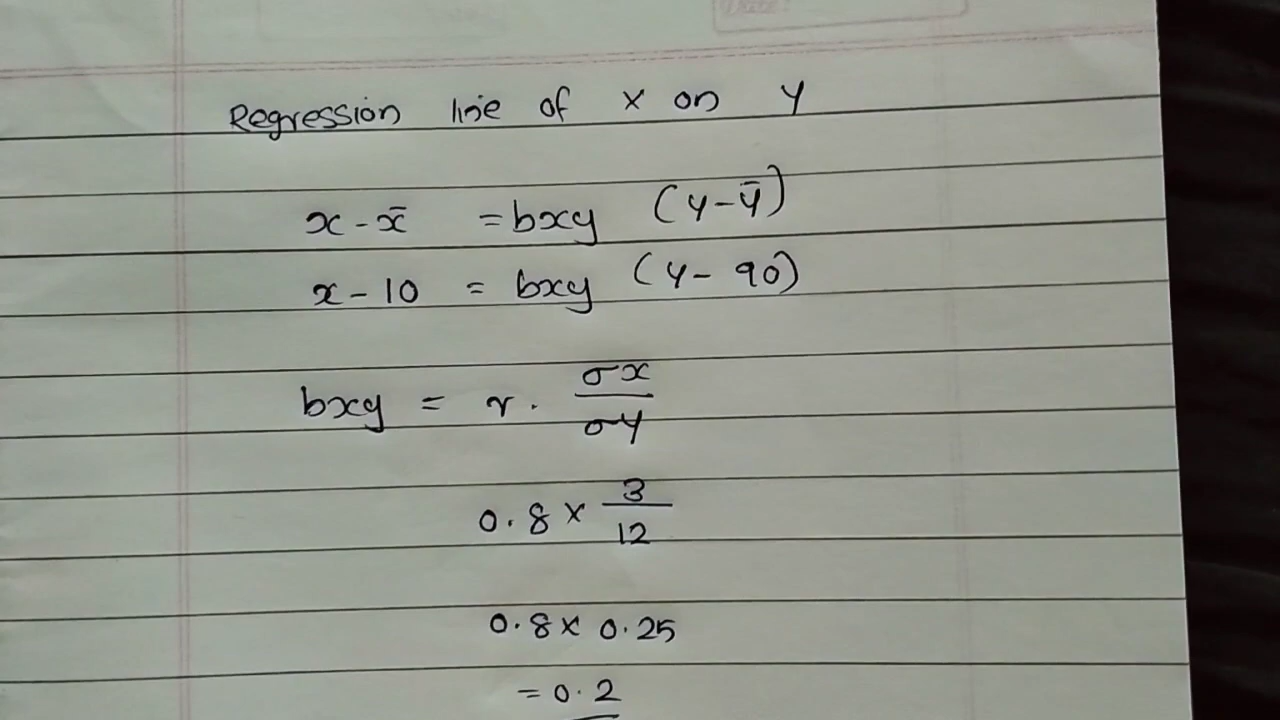 Date:
Regression line of x on y
x - x̄ = bxy (y - ȳ)
x - 10 = bxy (y - 90)
bxy = r. σx/σy
0.8 × 3/12
0.8 × 0.25
= 0.2